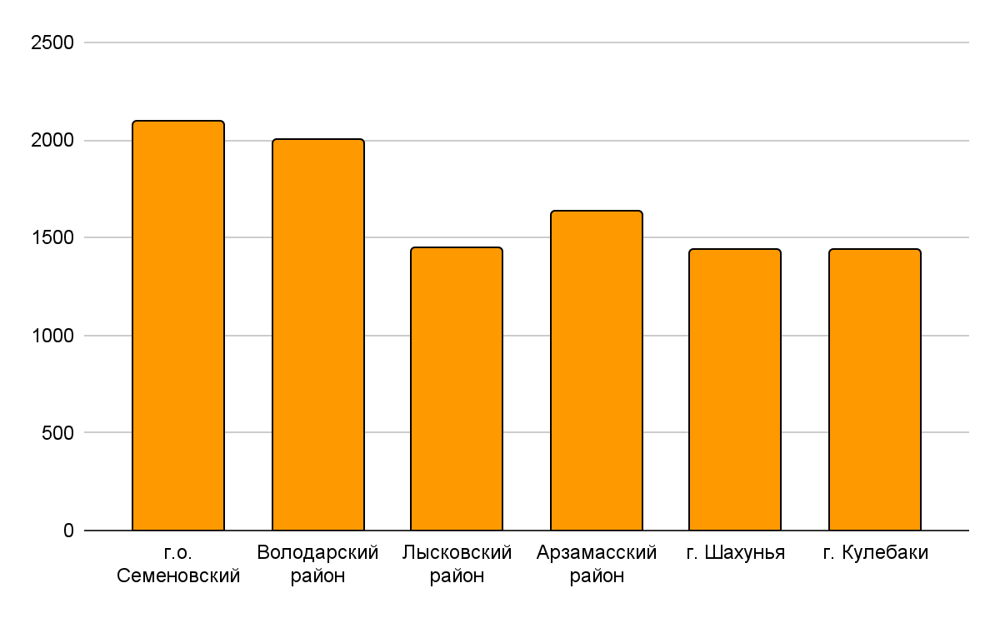 2500
2000
1500
1000
500
0
г.о.
Семеновский
Володарский
район
Лысковский
район
Арзамасский
район
г. Шахунья
г. Кулебаки